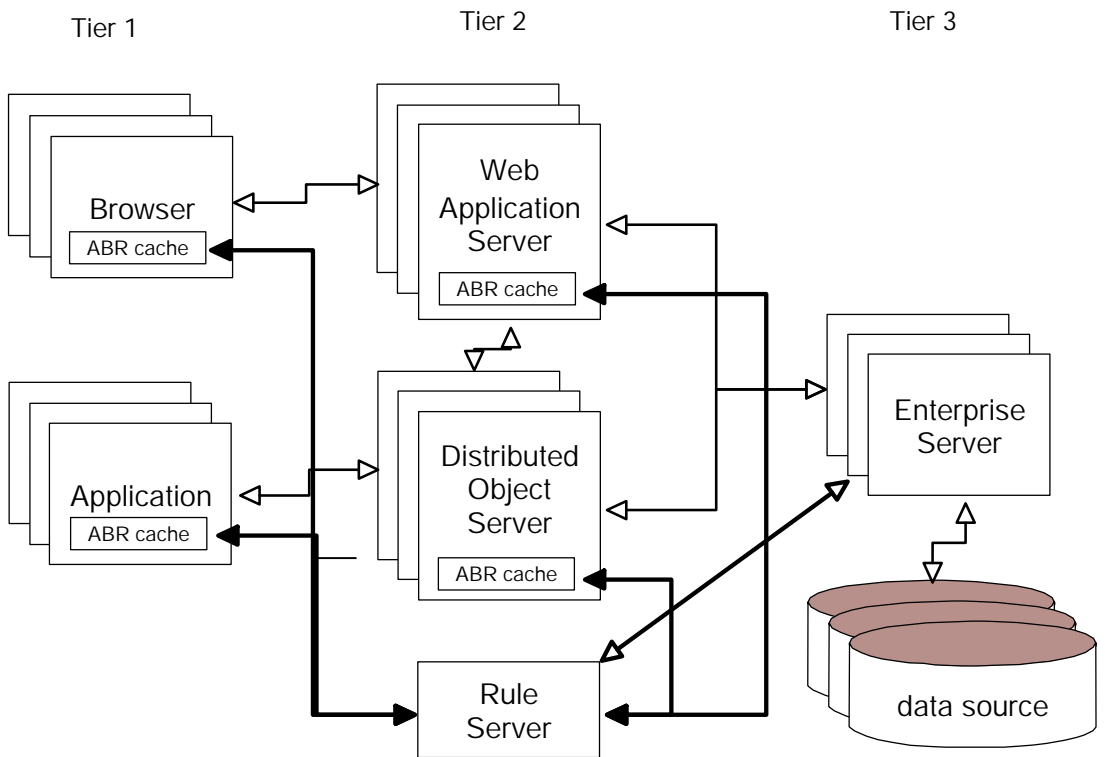 Tier 1
Tier 2
Tier 3
Browser
ABR cache
Web
Application
Server
ABR cache
Application
ABR cache
Distributed
Object
Server
ABR cache
Enterprise
Server
Rule
Server
data source